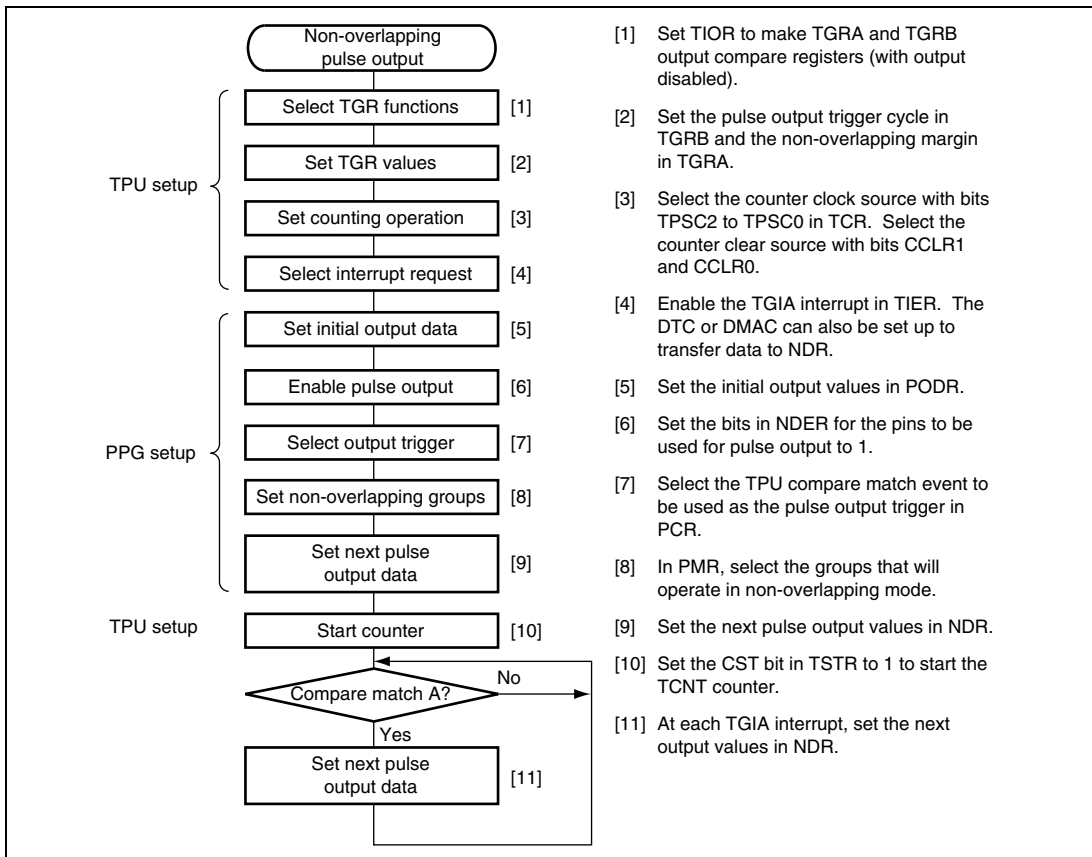 Non-overlapping
pulse output
TPU setup
Select TGR functions [1]
Set TGR values [2]
Set counting operation [3]
Select interrupt request [4]
PPG setup
Set initial output data [5]
Enable pulse output [6]
Select output trigger [7]
Set non-overlapping groups [8]
Set next pulse
output data
[9]
TPU setup
Start counter [10]
Compare match A?
No
Yes
Set next pulse
output data
[11]
[1] Set TIOR to make TGRA and TGRB
output compare registers (with output
disabled).
[2] Set the pulse output trigger cycle in
TGRB and the non-overlapping margin
in TGRA.
[3] Select the counter clock source with bits
TPSC2 to TPSC0 in TCR. Select the
counter clear source with bits CCLR1
and CCLR0.
[4] Enable the TGIA interrupt in TIER. The
DTC or DMAC can also be set up to
transfer data to NDR.
[5] Set the initial output values in PODR.
[6] Set the bits in NDER for the pins to be
used for pulse output to 1.
[7] Select the TPU compare match event to
be used as the pulse output trigger in
PCR.
[8] In PMR, select the groups that will
operate in non-overlapping mode.
[9] Set the next pulse output values in NDR.
[10] Set the CST bit in TSTR to 1 to start the
TCNT counter.
[11] At each TGIA interrupt, set the next
output values in NDR.